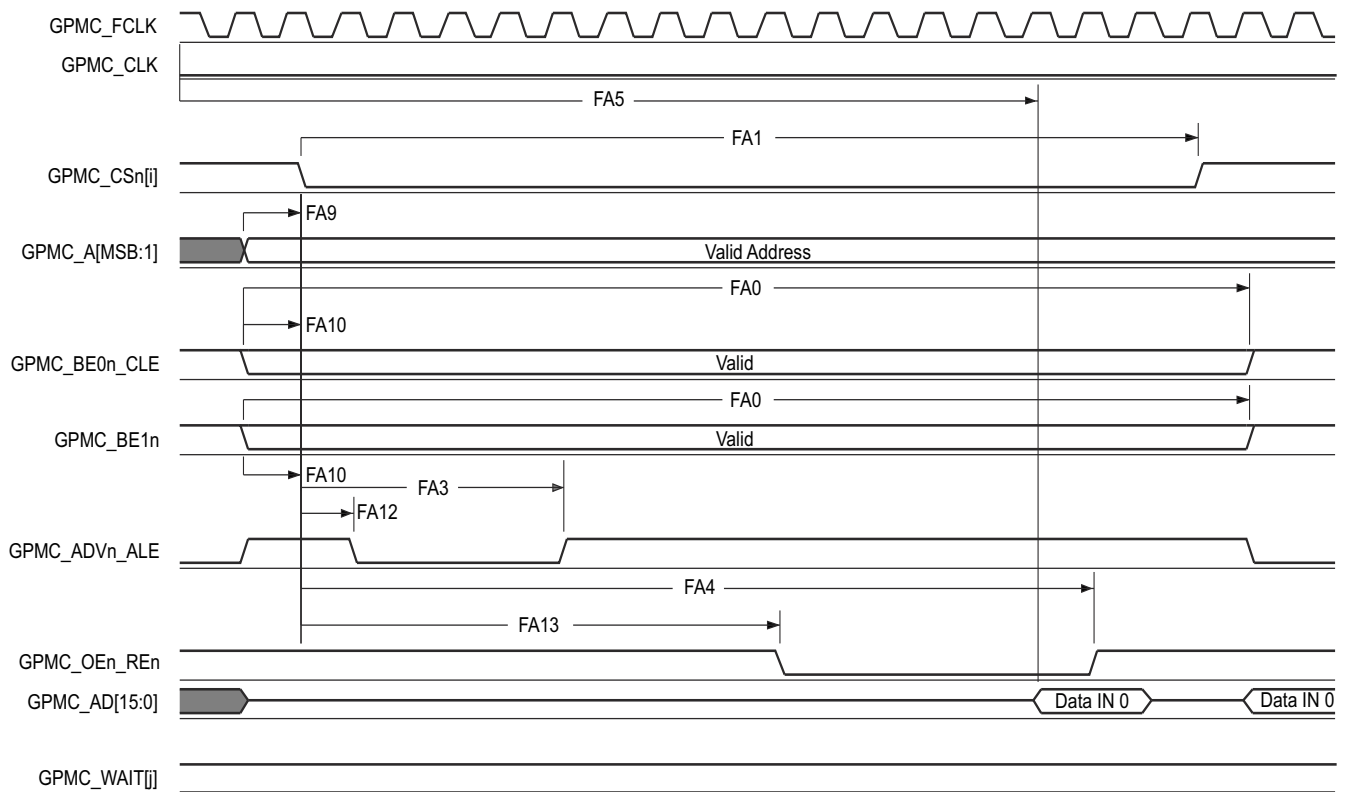 GPMC_FCLK
GPMC_CLK
FA5
FA1
GPMC_CSn[i]
FA9
GPMC_A[MSB:1]
Valid Address
FA0
FA10
GPMC_BE0n_CLE
Valid
FA0
GPMC_BE1n
Valid
FA10
FA3
FA12
GPMC_ADVn_ALE
FA4
FA13
GPMC_OEn_REn
GPMC_AD[15:0]
Data IN 0
Data IN 0
GPMC_WAIT[j]